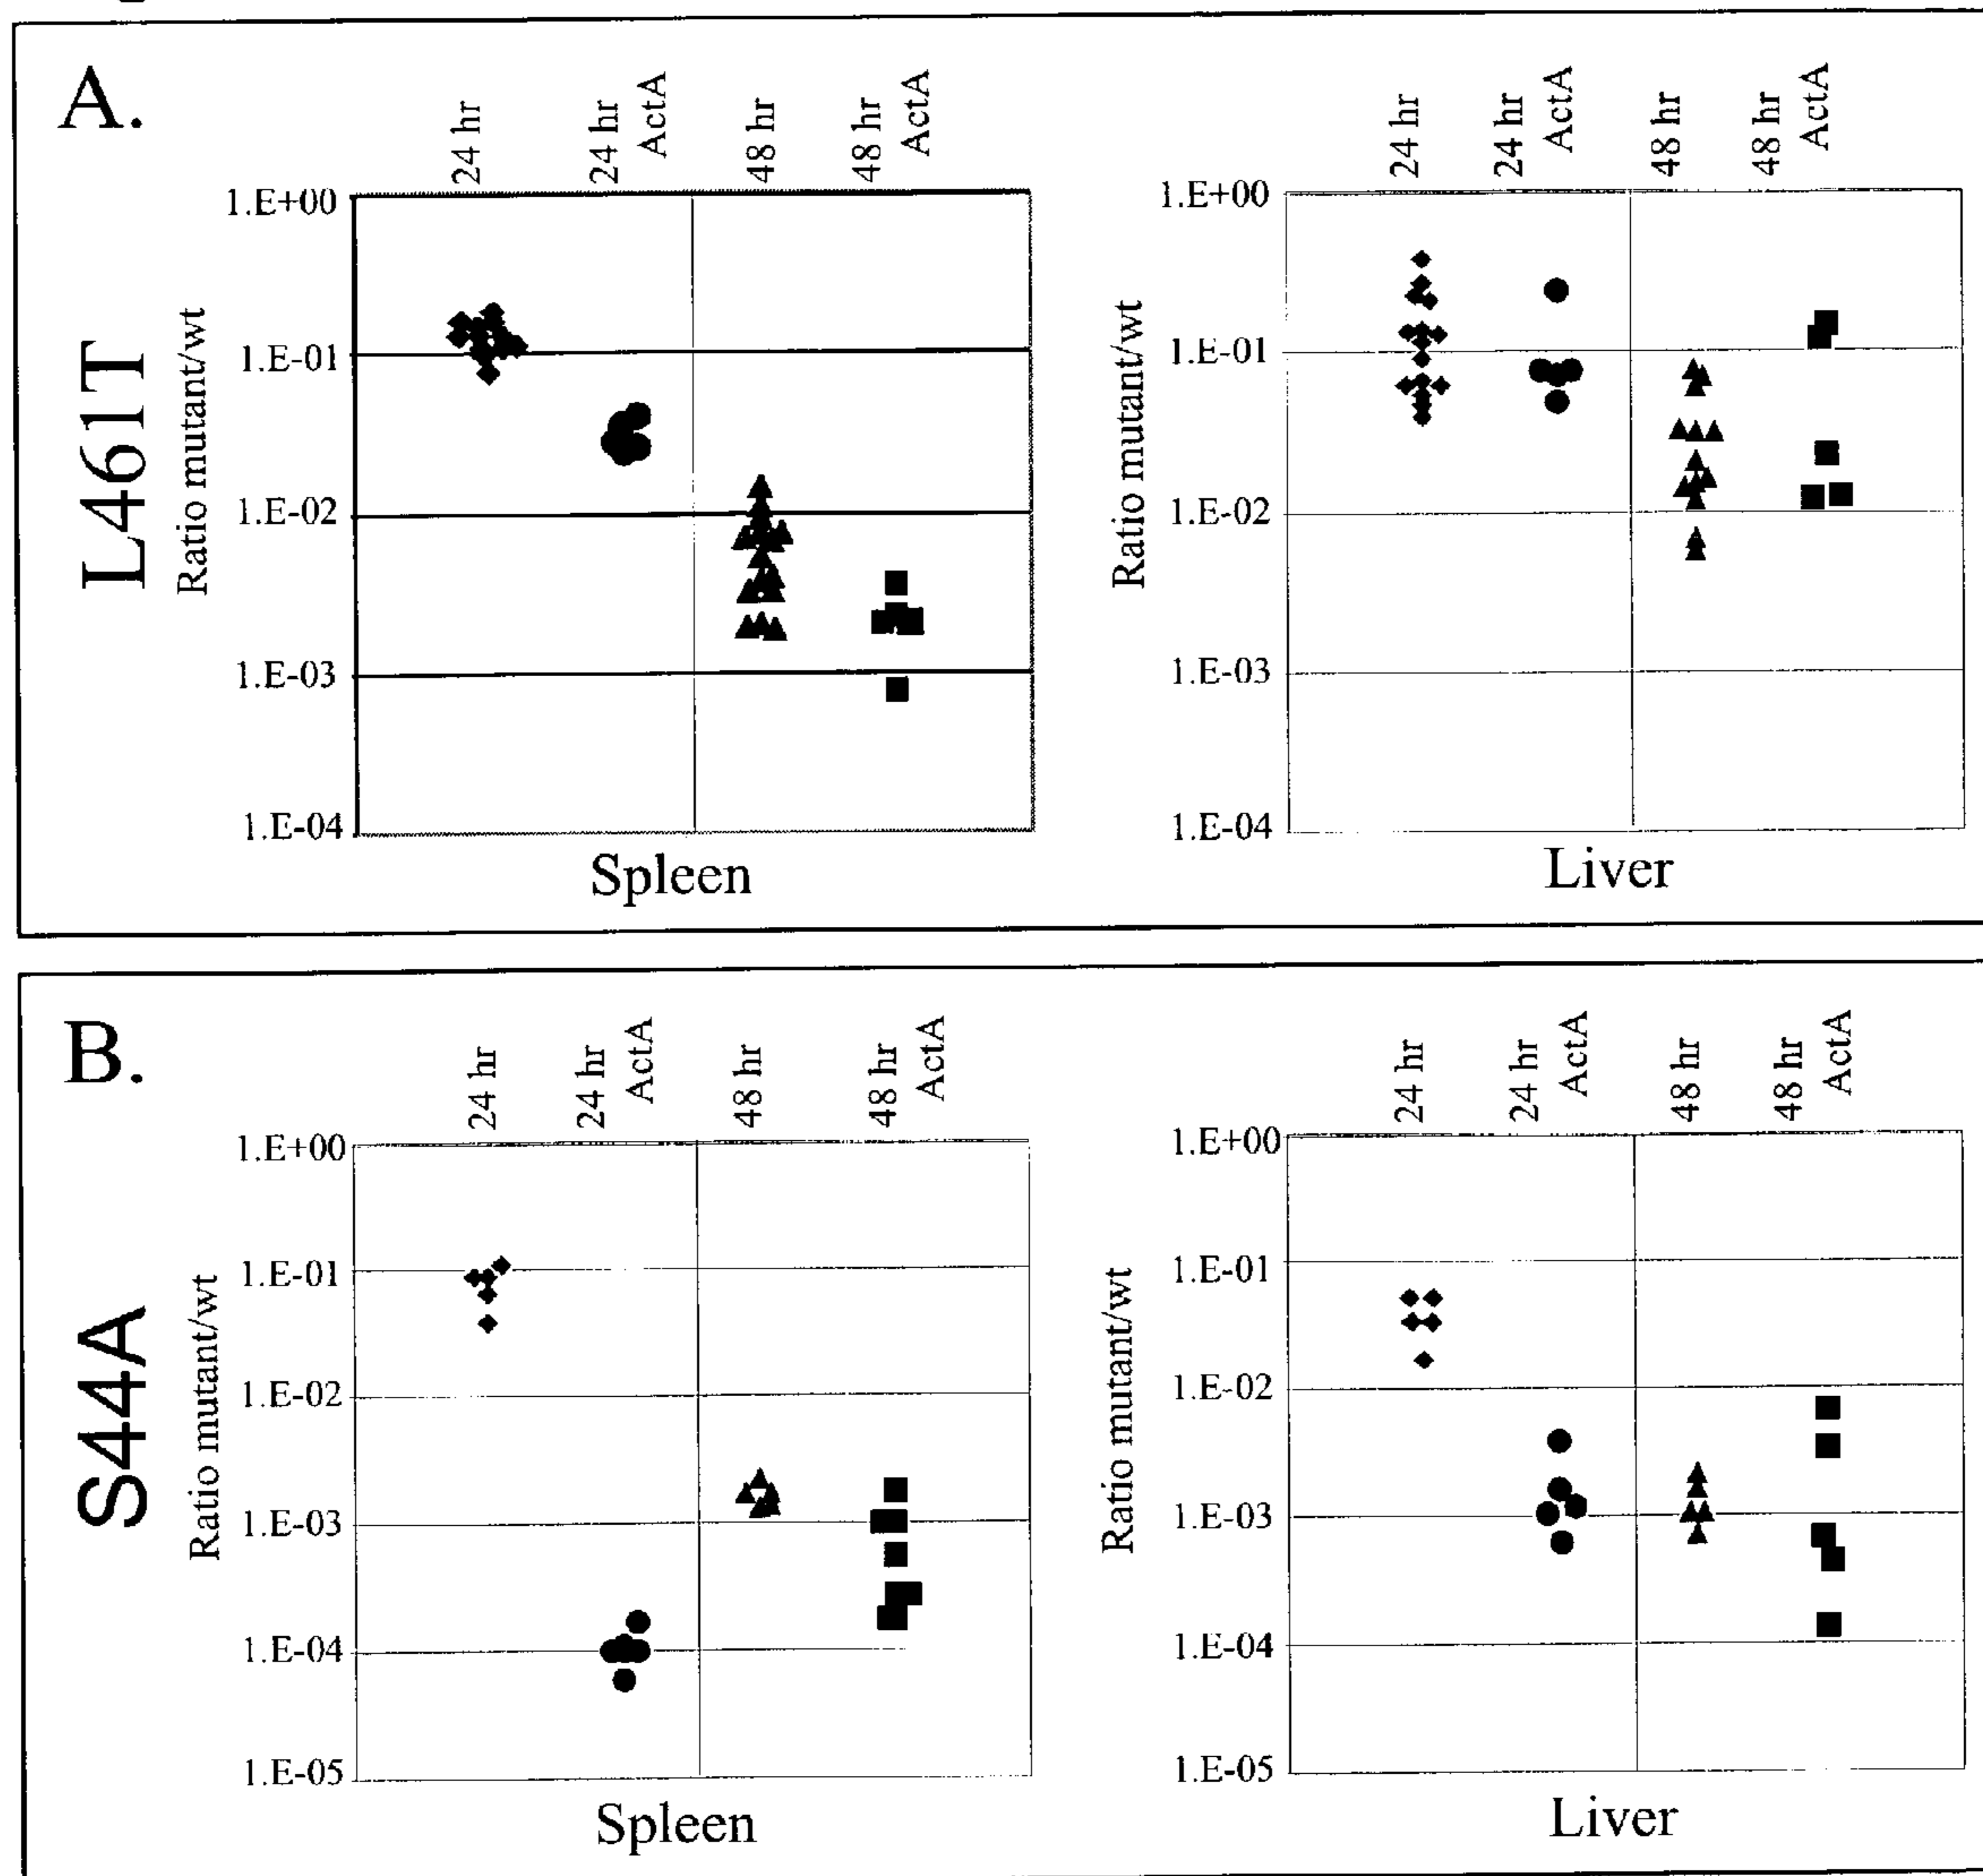 A.
L461T
24 hr
24 hr
ActA
48 hr
48 hr
ActA
Ratio mutant/wt
1.E+00
1.E-01
1.E-02
1.E-03
1.E-04
Spleen
24 hr
24 hr
ActA
48 hr
48 hr
ActA
Ratio mutant/wt
1.E+00
1.E-01
1.E-02
1.E-03
1.E-04
Liver
B.
S44A
24 hr
24 hr
ActA
48 hr
48 hr
ActA
Ratio mutant/wt
1.E+00
1.E-01
1.E-02
1.E-03
1.E-04
1.E-05
Spleen
24 hr
24 hr
ActA
48 hr
48 hr
ActA
Ratio mutant/wt
1.E+00
1.E-01
1.E-02
1.E-03
1.E-04
1.E-05
Liver